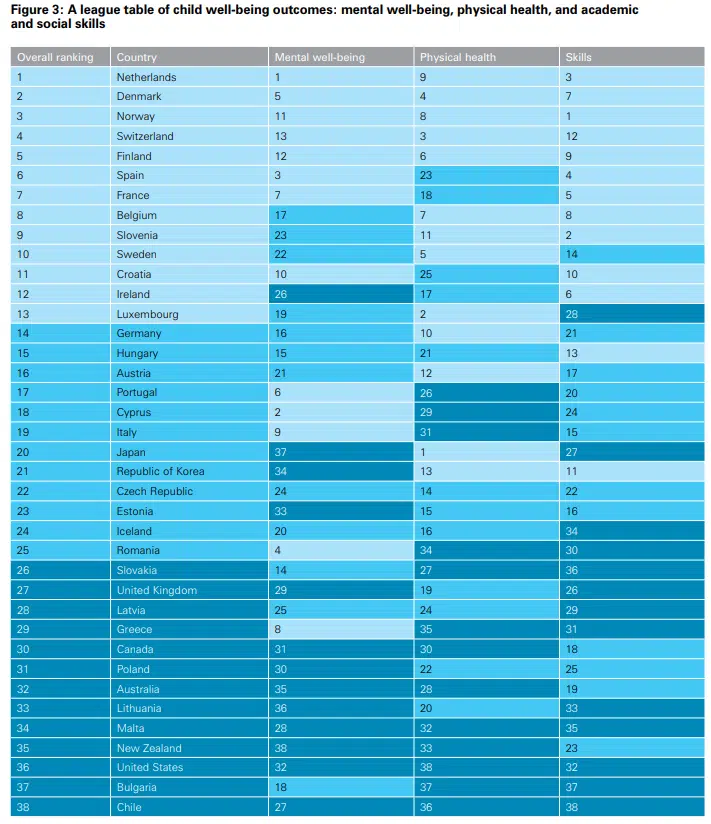 Figure 3: A league table of child well-being outcomes: mental well-being, physical health, and academic
and social skills
Overall ranking Country Mental well-being Physical health Skills
1 Netherlands 1 9 3
2 Denmark 5 4 7
3 Norway 11 8 1
4 Switzerland 13 3 12
5 Finland 12 6 9
6 Spain 3 23 4
7 France 7 18 5
8 Belgium 17 7 8
9 Slovenia 23 11 2
10 Sweden 22 5 14
11 Croatia 10 25 10
12 Ireland 26 17 6
13 Luxembourg 19 2 28
14 Germany 16 10 21
15 Hungary 15 21 13
16 Austria 21 12 17
17 Portugal 6 26 20
18 Cyprus 2 29 24
19 Italy 9 31 15
20 Japan 37 1 27
21 Republic of Korea 34 13 11
22 Czech Republic 24 14 22
23 Estonia 33 15 16
24 Iceland 20 16 34
25 Romania 4 34 30
26 Slovakia 14 27 36
27 United Kingdom 29 19 26
28 Latvia 25 24 29
29 Greece 8 35 31
30 Canada 31 30 18
31 Poland 30 22 25
32 Australia 35 28 19
33 Lithuania 36 20 33
34 Malta 28 32 35
35 New Zealand 38 33 23
36 United States 32 38 32
37 Bulgaria 18 37 37
38 Chile 27 36 38